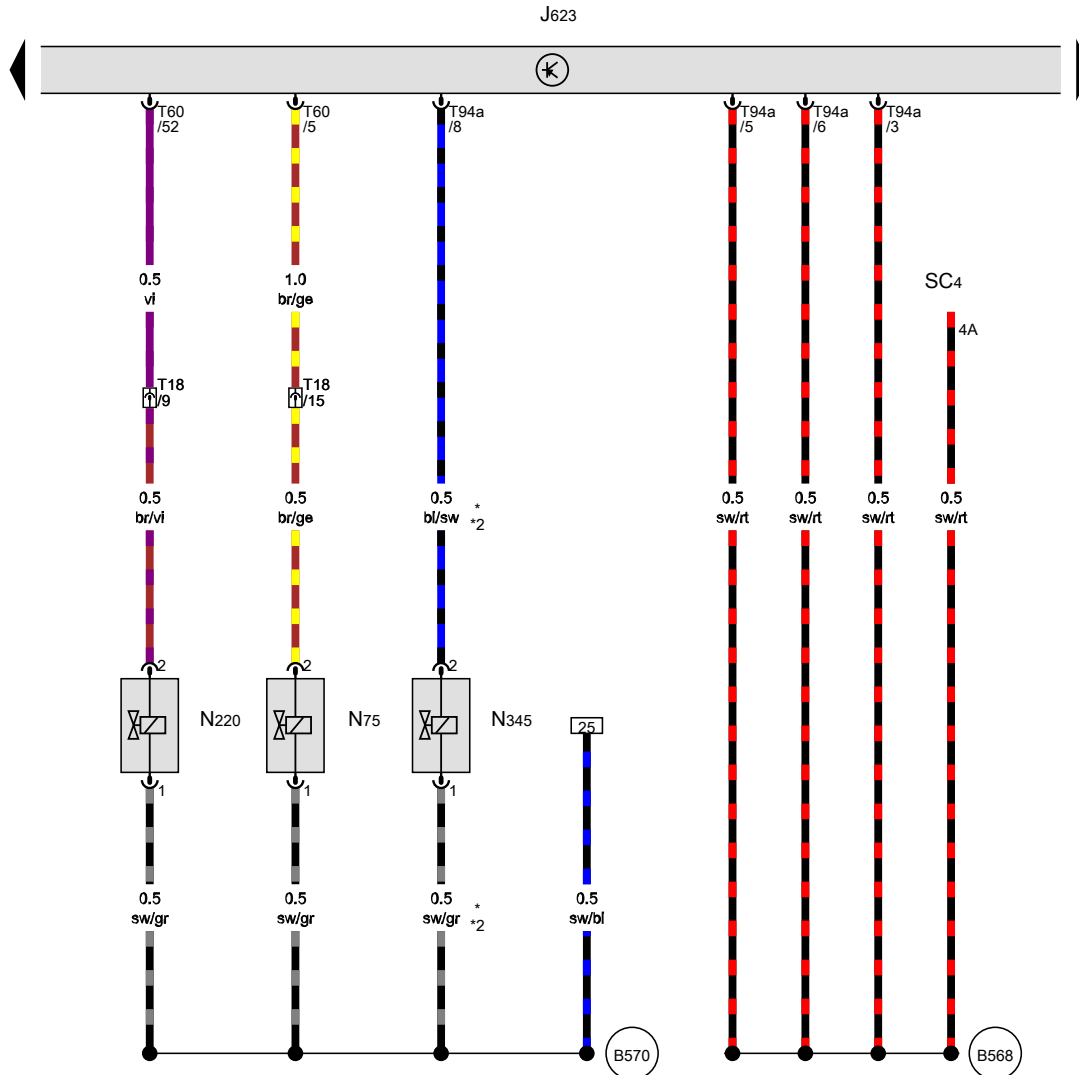 J623
T60
/52
T60
/5
T94a
/8
T94a
/5
T94a
/6
T94a
/3
0.5
vi
1.0
br/ge
SC4
4A
T18
/9
T18
/15
0.5
br/vi
0.5
br/ge
0.5
bl/sw
*
*2
0.5
sw/rt
0.5
sw/rt
0.5
sw/rt
0.5
sw/rt
2
2
2
N220
N75
N345
25
1
1
1
0.5
sw/gr
0.5
sw/gr
0.5
sw/gr
*
*2
0.5
sw/bl
B570
B568